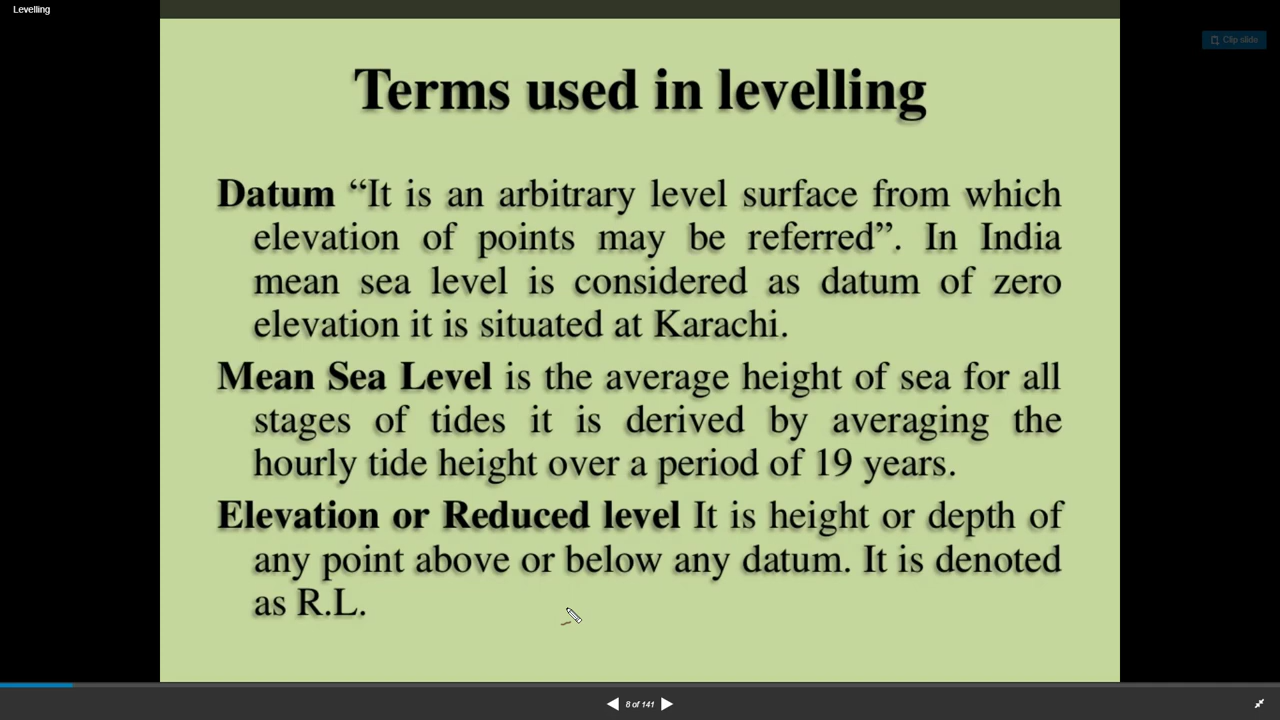 Levelling
Clip slide
Terms used in levelling
Datum “It is an arbitrary level surface from which
elevation of points may be referred”. In India
mean sea level is considered as datum of zero
elevation it is situated at Karachi.
Mean Sea Level is the average height of sea for all
stages of tides it is derived by averaging the
hourly tide height over a period of 19 years.
Elevation or Reduced level It is height or depth of
any point above or below any datum. It is denoted
as R.L.
8 of 141